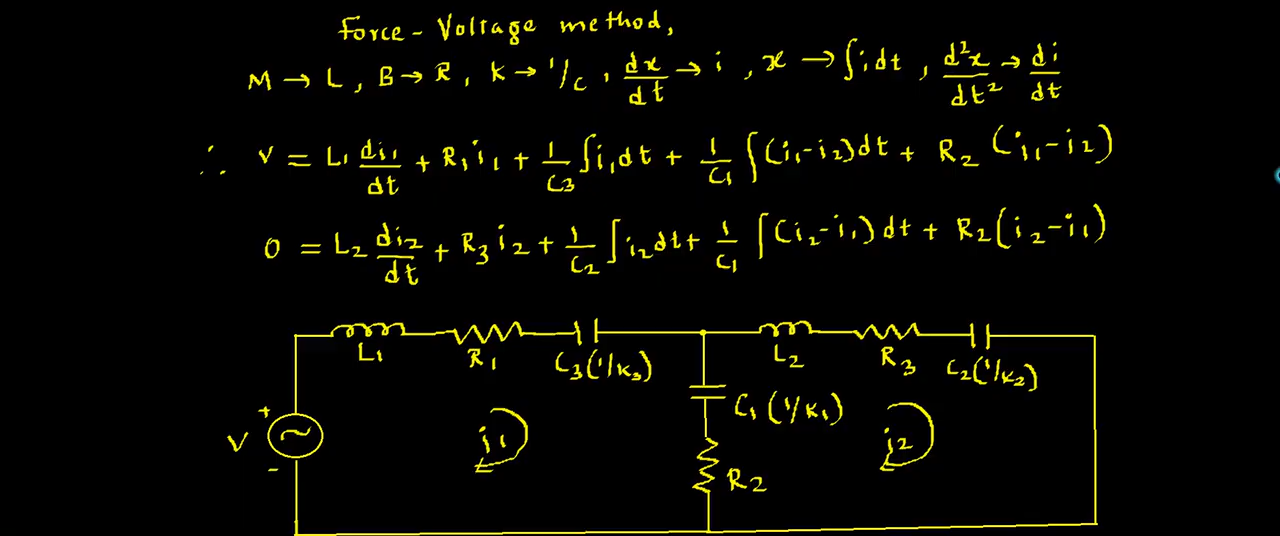 Force - Voltage method,
M → L, B → R, K → 1/C, dx/dt → i, x → ∫i dt, d²x/dt² → di/dt
∴ V = L₁ di₁/dt + R₁i₁ + 1/C₃ ∫i₁dt + 1/C₁ ∫(i₁-i₂)dt + R₂ (i₁-i₂)
0 = L₂ di₂/dt + R₃i₂ + 1/C₂ ∫i₂dt + 1/C₁ ∫(i₂-i₁)dt + R₂(i₂-i₁)
L₁ R₁ C₃(1/K₃) L₂ R₃ C₂(1/K₂)
C₁ (1/K₁)
+
V i₁ i₂
-
R₂